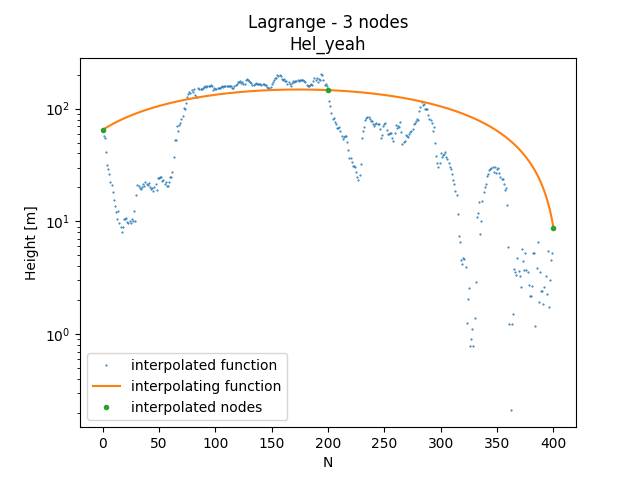 Lagrange - 3 nodes
Hel_yeah
Height [m]
10²
10¹
10⁰
interpolated function
interpolating function
interpolated nodes
0 50 100 150 200 250 300 350 400
N